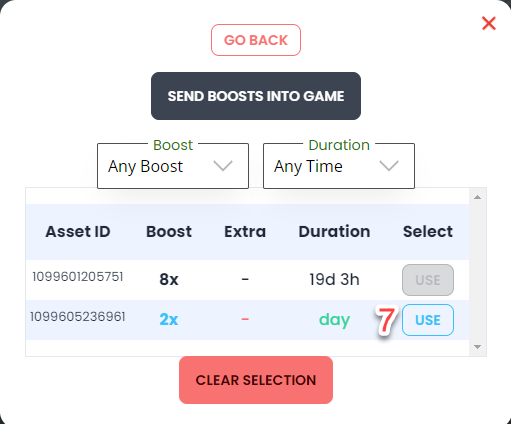 GO BACK
SEND BOOSTS INTO GAME
Boost Duration
Any Boost Any Time
Asset ID Boost Extra Duration Select
1099601205751 8x - 19d 3h USE
1099605236961 2x - day 7 USE
CLEAR SELECTION